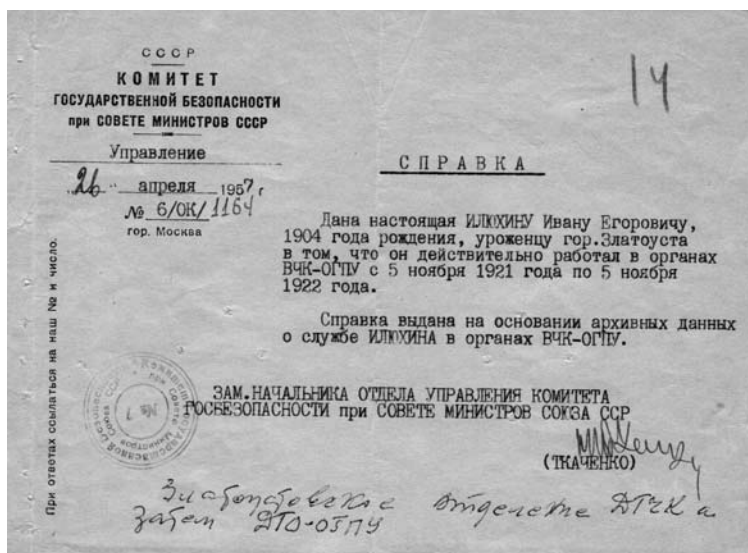 СССР
КОМИТЕТ
ГОСУДАРСТВЕННОЙ БЕЗОПАСНОСТИ
при СОВЕТЕ МИНИСТРОВ СССР
Управление
„26" апреля 1957 г
№ 6/ОК/1164
гор. Москва
14
СПРАВКА
Дана настоящая ИЛЮХИНУ Ивану Егоровичу,
1904 года рождения, уроженцу гор.Златоуста
в том, что он действительно работал в органах
ВЧК-ОГПУ с 5 ноября 1921 года по 5 ноября
1922 года.
Справка выдана на основании архивных данных
о службе ИЛЮХИНА в органах ВЧК-ОГПУ.
ЗАМ.НАЧАЛЬНИКА ОТДЕЛА УПРАВЛЕНИЯ КОМИТЕТА
ГОСБЕЗОПАСНОСТИ при СОВЕТЕ МИНИСТРОВ СОЮЗА ССР
(ТКАЧЕНКО)
Златоустовское отделение ДТЧК а
затем ДТО-ОГПУ
При ответах ссылаться на наш № и число.
№ 7